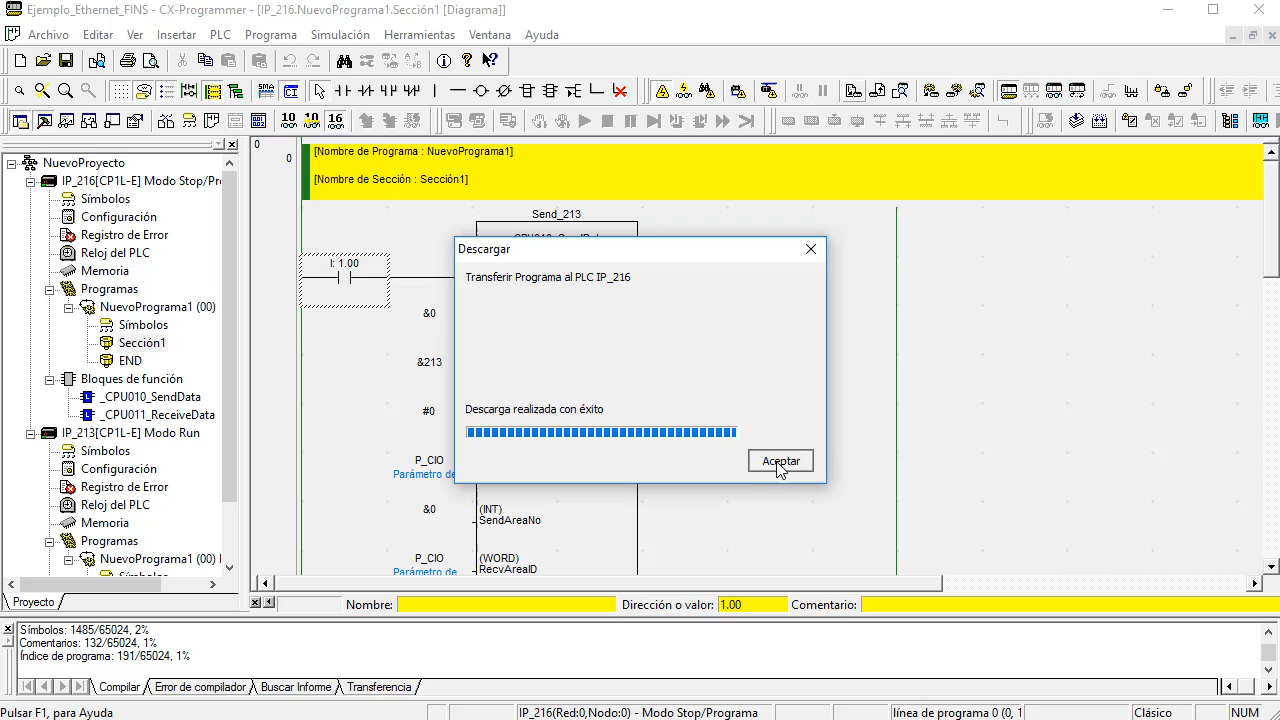 Ejemplo_Ethernet_FINS - CX-Programmer - [IP_216.NuevoPrograma1.Sección1 [Diagrama]]
Archivo Editar Ver Insertar PLC Programa Simulación Herramientas Ventana Ayuda
10 10 16
NuevoProyecto
IP_216[CP1L-E] Modo Stop/Pr
Símbolos
Configuración
Registro de Error
Reloj del PLC
Memoria
Programas
NuevoPrograma1 (00)
Símbolos
Sección1
END
Bloques de función
_CPU010_SendData
_CPU011_ReceiveData
IP_213[CP1L-E] Modo Run
Símbolos
Configuración
Registro de Error
Reloj del PLC
Memoria
Programas
NuevoPrograma1 (00)
Proyecto
0
0
[Nombre de Programa : NuevoPrograma1]
[Nombre de Sección : Sección1]
Send_213
I: 1.00
&0
&213
#0
P_CIO
Parámetro de
&0
(INT)
SendAreaNo
P_CIO
(WORD)
Parámetro de
RecvAreaID
Descargar
Transferir Programa al PLC IP_216
Descarga realizada con éxito
Aceptar
Nombre: Dirección o valor: 1.00 Comentario:
Símbolos: 1485/65024, 2%
Comentarios: 132/65024, 1%
Índice de programa: 191/65024, 1%
Compilar Error de compilador Buscar Informe Transferencia
Pulsar F1, para Ayuda IP_216(Red:0,Nodo:0) - Modo Stop/Programa línea de programa 0 (0, 1 Clásico NUM